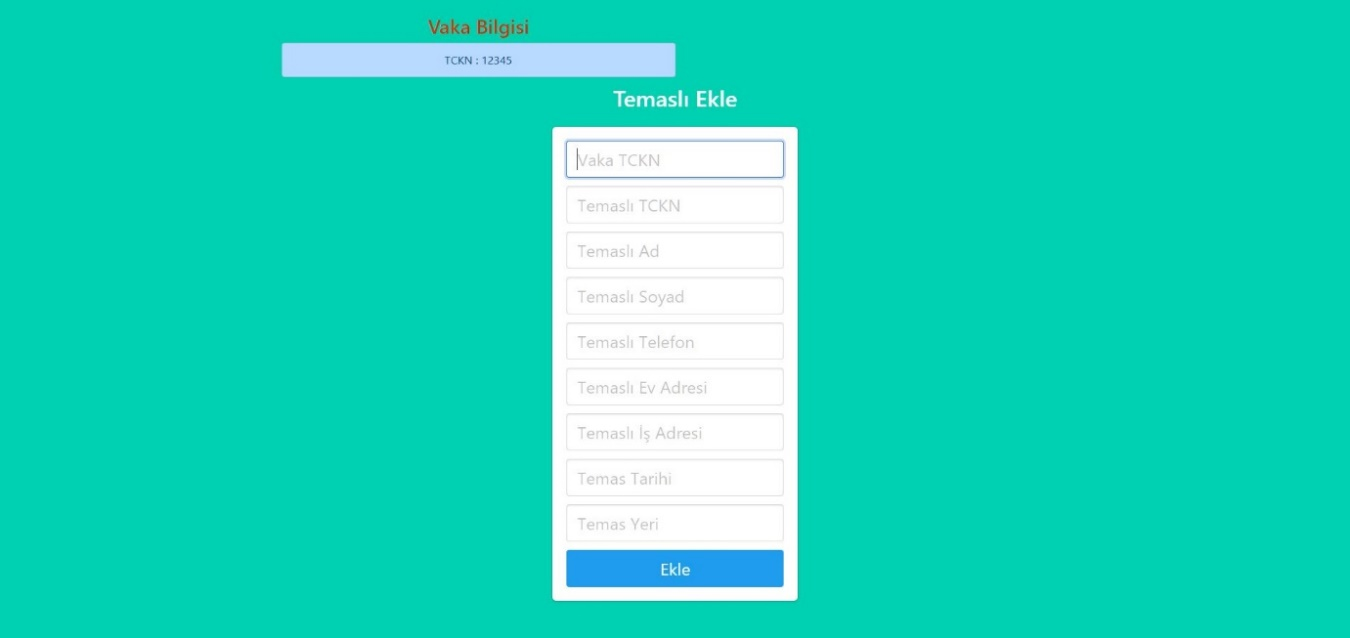 Vaka Bilgisi
TCKN : 12345
Temaslı Ekle
Vaka TCKN
Temaslı TCKN
Temaslı Ad
Temaslı Soyad
Temaslı Telefon
Temaslı Ev Adresi
Temaslı İş Adresi
Temas Tarihi
Temas Yeri
Ekle